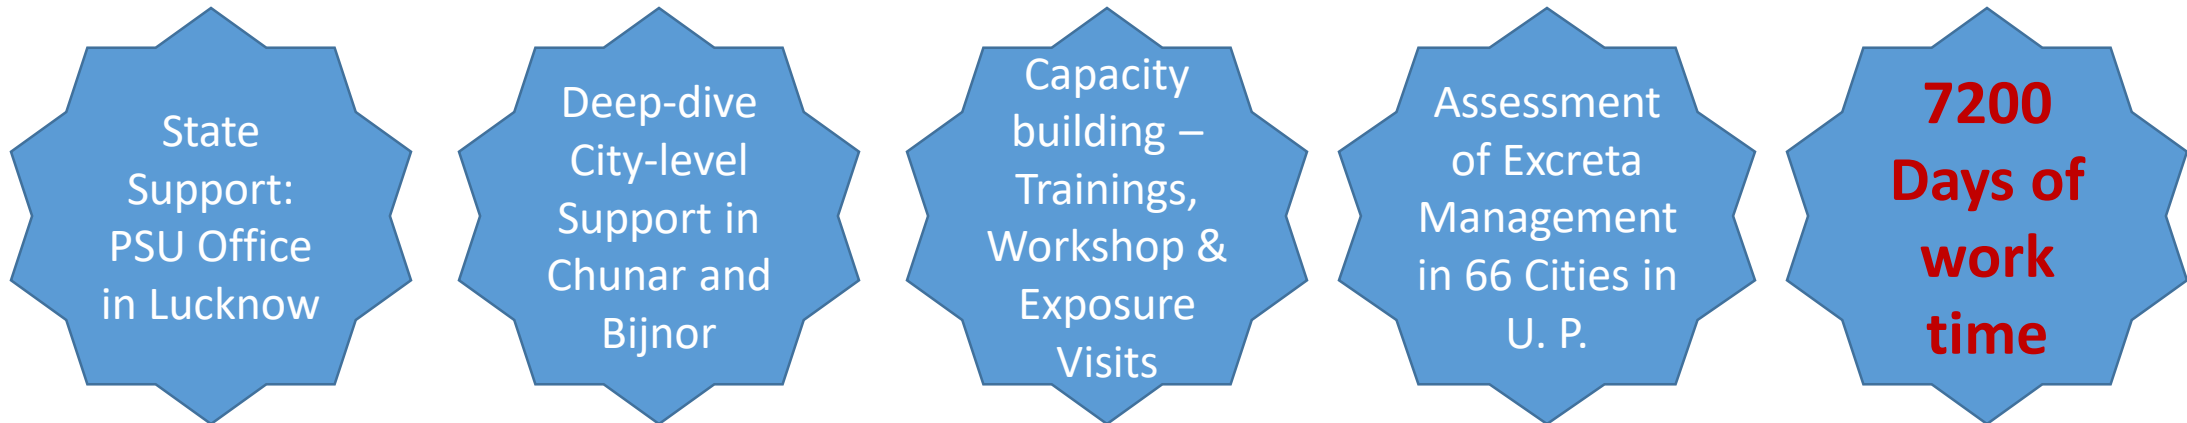 State
Support:
PSU Office
in Lucknow
Deep-dive
City-level
Support in
Chunar and
Bijnor
Capacity
building –
Trainings,
Workshop &
Exposure
Visits
Assessment
of Excreta
Management
in 66 Cities in
U. P.
7200
Days of
work
time